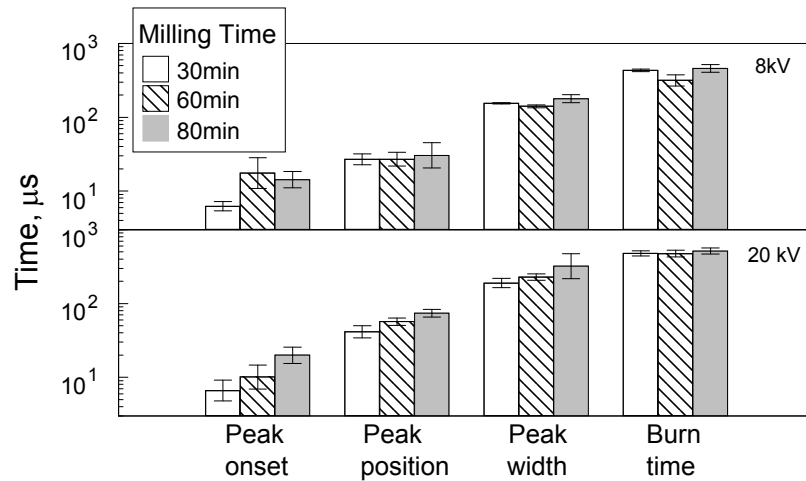 Milling Time
30min
60min
80min
8kV
20 kV
Time, μs
10³
10²
10¹
10³
10²
10¹
Peak onset
Peak position
Peak width
Burn time